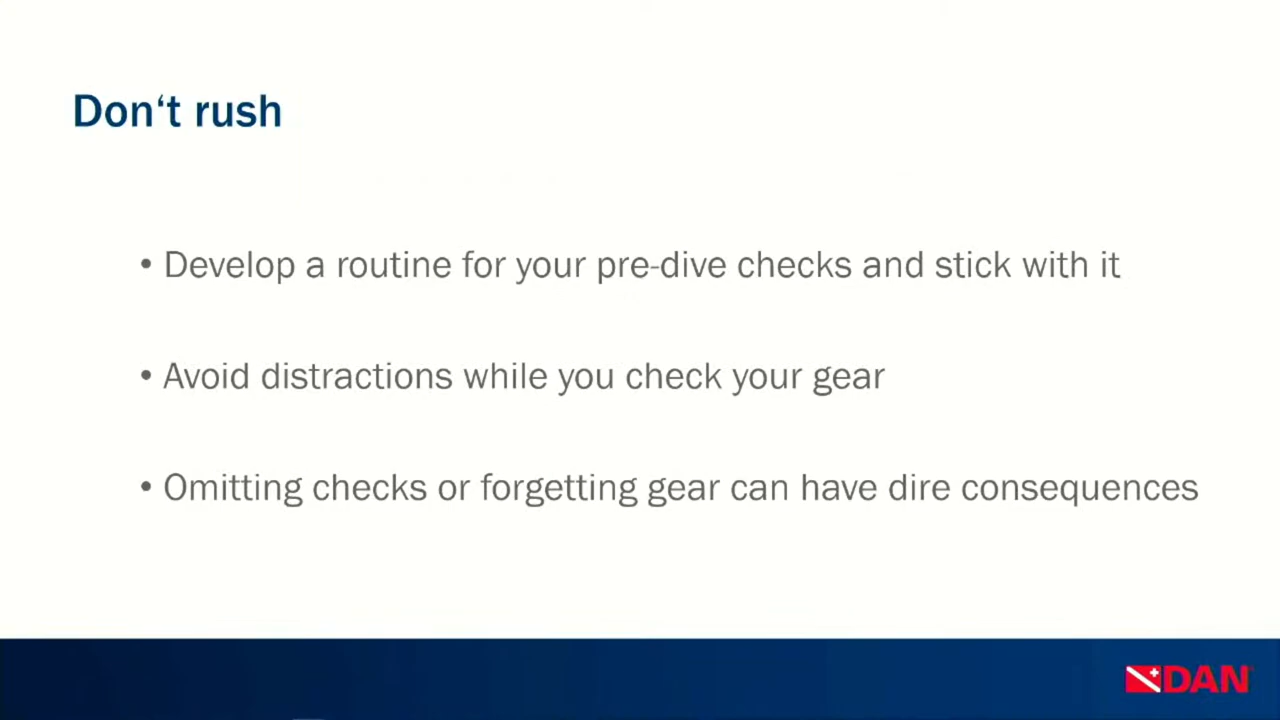 Don‘t rush
• Develop a routine for your pre-dive checks and stick with it
• Avoid distractions while you check your gear
• Omitting checks or forgetting gear can have dire consequences
DAN